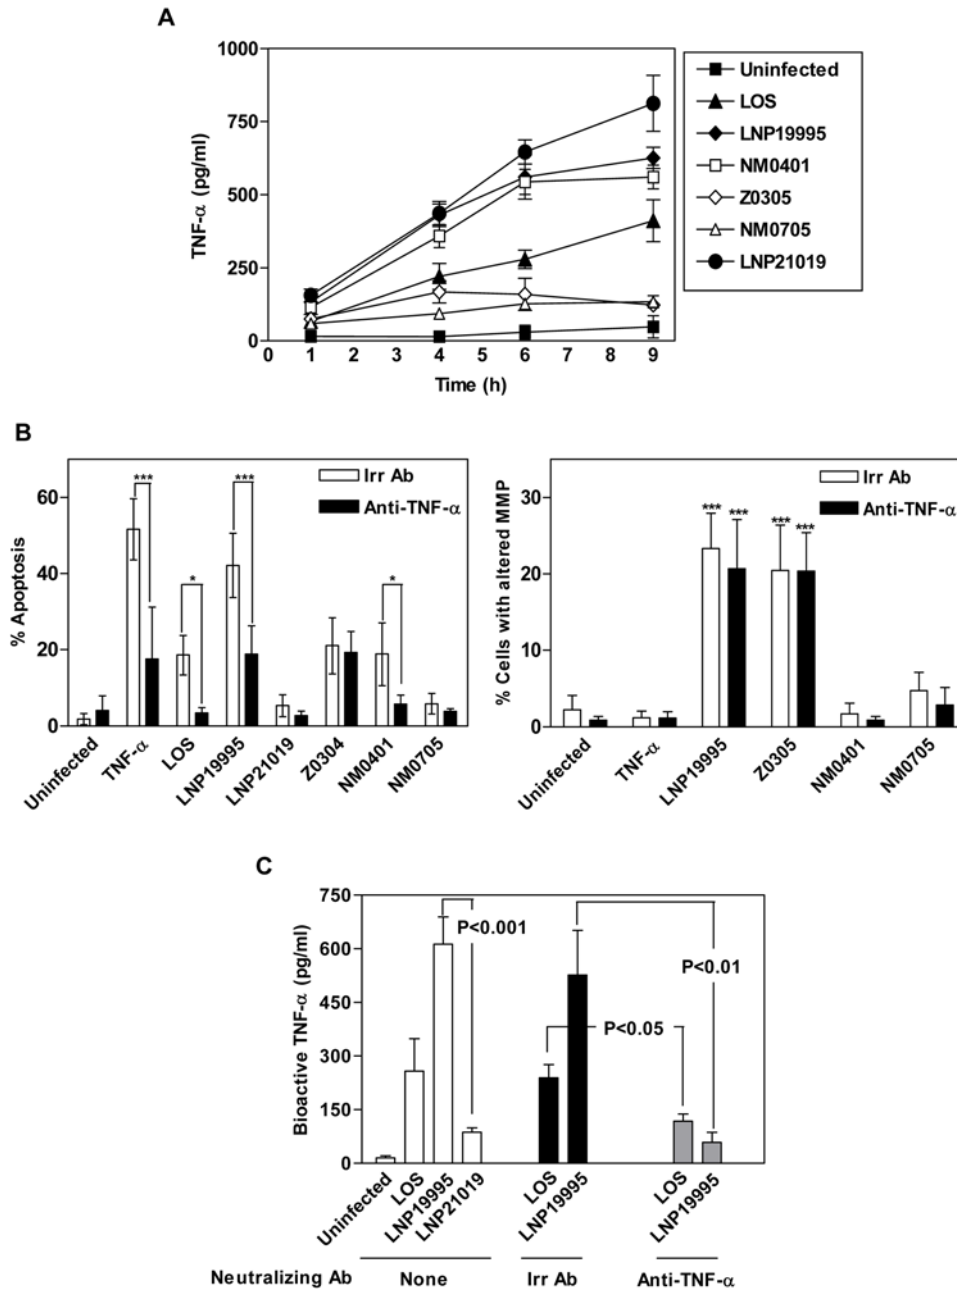 A
1000
750
500
250
0
TNF-α (pg/ml)
0 1 2 3 4 5 6 7 8 9
Time (h)
Uninfected
LOS
LNP19995
NM0401
Z0305
NM0705
LNP21019
B
60
40
20
0
% Apoptosis
*** * *** *
Irr Ab
Anti-TNF-α
Uninfected TNF-α LOS LNP19995 LNP21019 Z0304 NM0401 NM0705
30
20
10
0
% Cells with altered MMP
*** *** *** ***
Irr Ab
Anti-TNF-α
Uninfected TNF-α LNP19995 Z0305 NM0401 NM0705
C
750
600
450
300
150
0
Bioactive TNF-α (pg/ml)
P<0.001
P<0.01
P<0.05
Uninfected LOS LNP19995 LNP21019 LOS LNP19995 LOS LNP19995
Neutralizing Ab None Irr Ab Anti-TNF-α